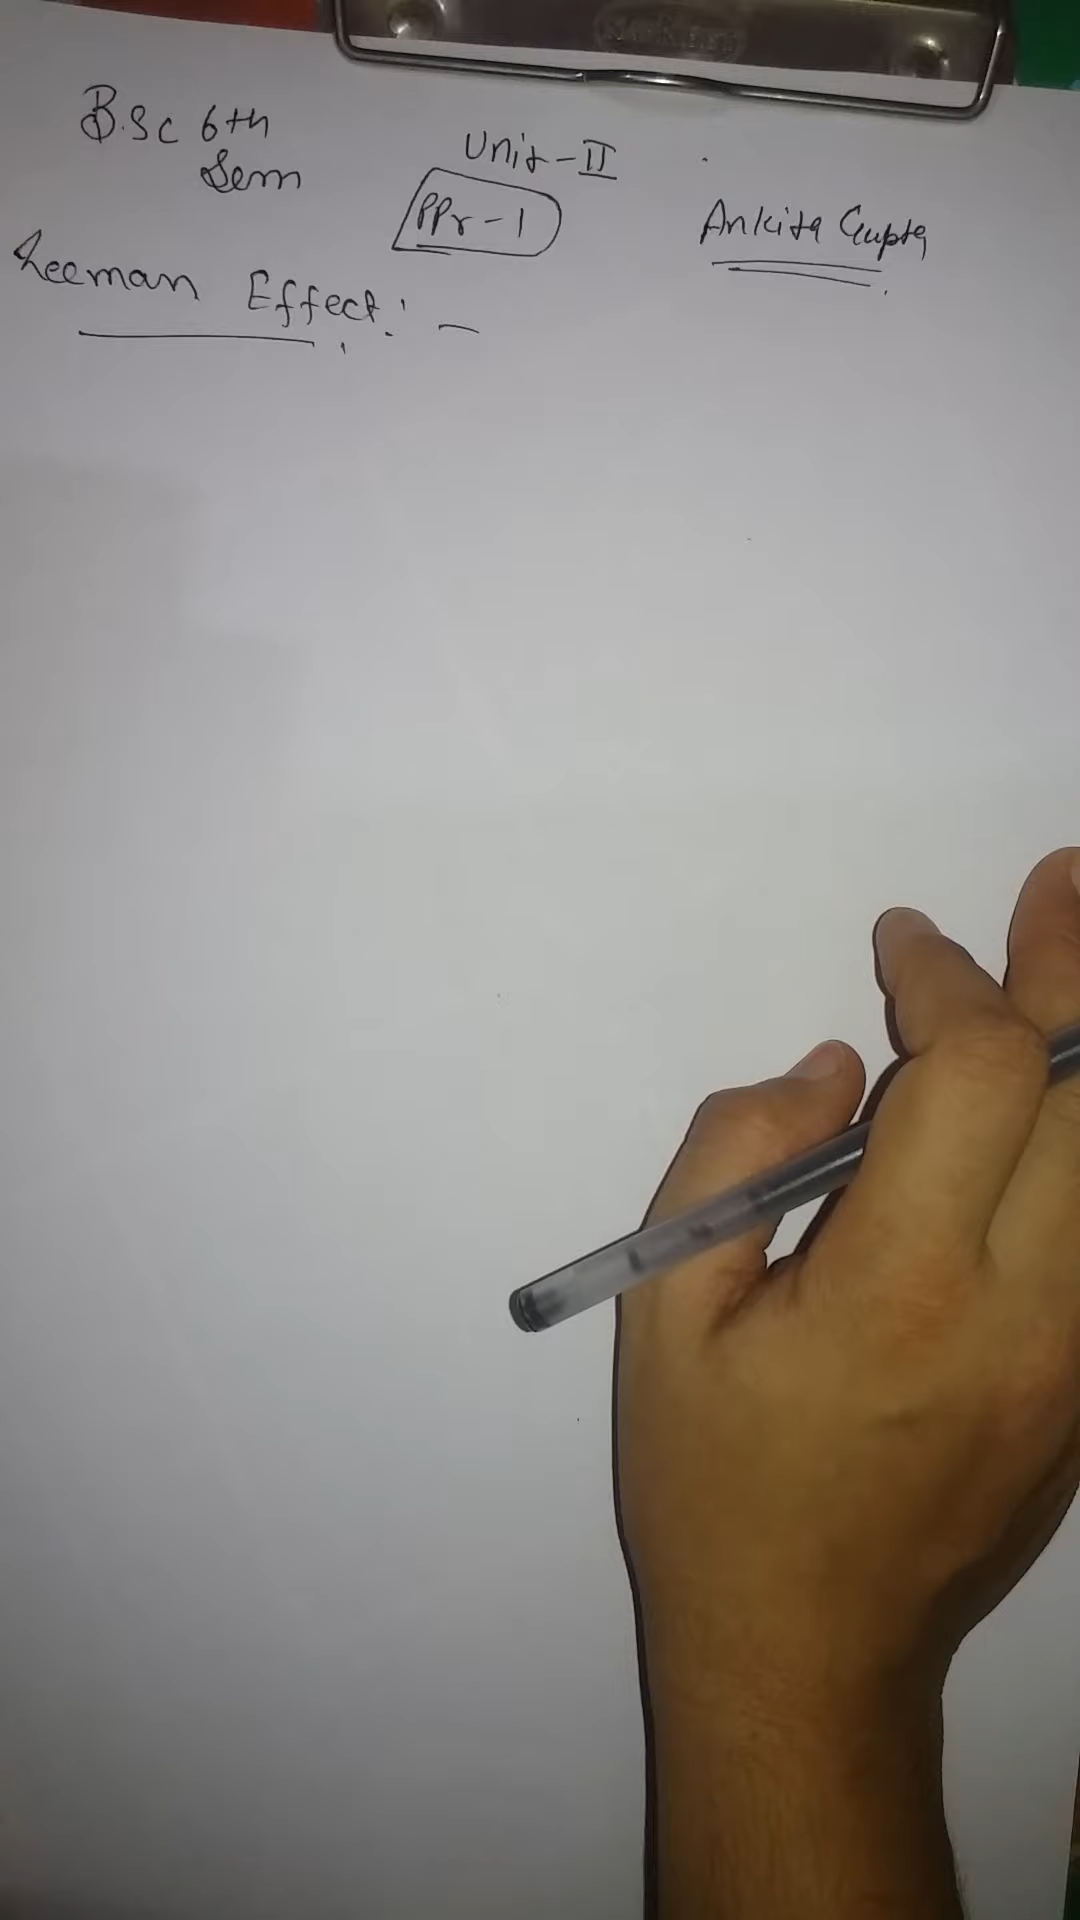 B.Sc 6th
Sem
Unit-II
PPr-1
Ankita Gupta
Zeeman Effect:-